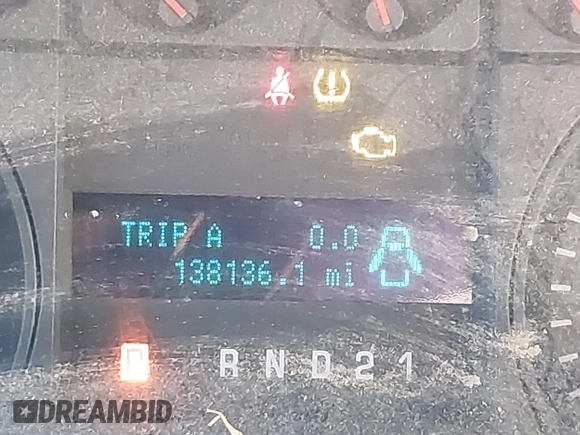 TRIP A 0.0
138136.1 mi
P R N D 2 1
DREAMBID